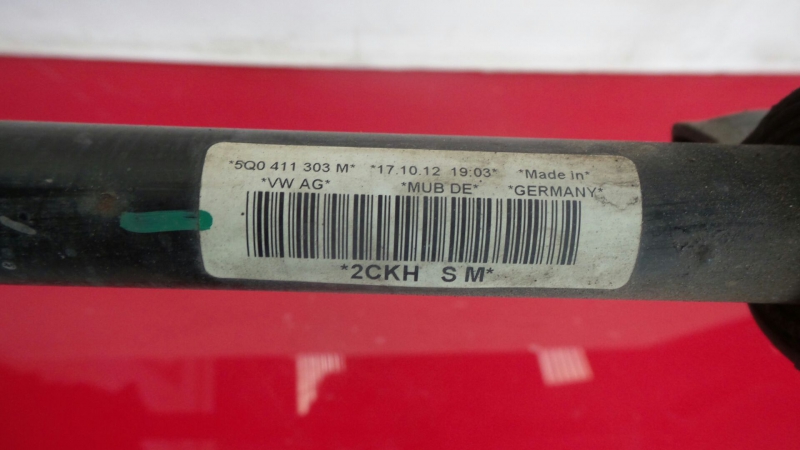 *5Q0 411 303 M* *17.10.12 19:03* *Made in*
*VW AG* *MUB DE* *GERMANY*
*2CKH S M*